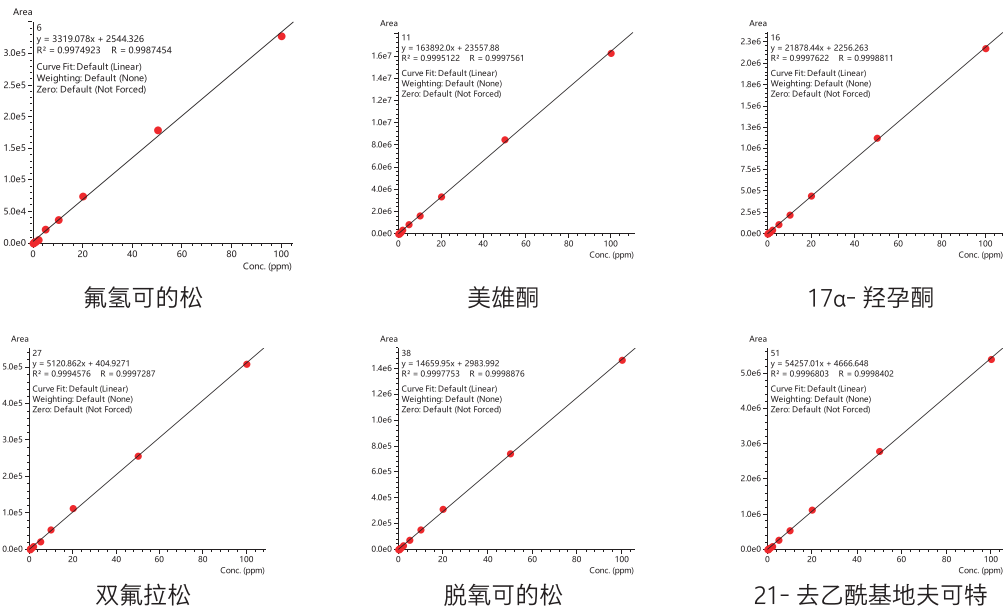 Area
6
y = 3319.078x + 2544.326
R² = 0.9974923 R = 0.9987454
Curve Fit: Default (Linear)
Weighting: Default (None)
Zero: Default (Not Forced)
3.0e5
2.5e5
2.0e5
1.5e5
1.0e5
5.0e4
0.0e0
0 20 40 60 80 100
Conc. (ppm)
氟氢可的松
Area
11
y = 163892.0x + 23557.88
R² = 0.9995122 R = 0.9997561
Curve Fit: Default (Linear)
Weighting: Default (None)
Zero: Default (Not Forced)
1.6e7
1.4e7
1.2e7
1.0e7
8.0e6
6.0e6
4.0e6
2.0e6
0.0e0
0 20 40 60 80 100
Conc. (ppm)
美雄酮
Area
16
y = 21878.44x + 2256.263
R² = 0.9997622 R = 0.9998811
Curve Fit: Default (Linear)
Weighting: Default (None)
Zero: Default (Not Forced)
2.3e6
2.0e6
1.8e6
1.5e6
1.3e6
1.0e6
7.5e5
5.0e5
2.5e5
0.0e0
0 20 40 60 80 100
Conc. (ppm)
17α- 羟孕酮
Area
27
y = 5120.862x + 404.9271
R² = 0.9994576 R = 0.9997287
Curve Fit: Default (Linear)
Weighting: Default (None)
Zero: Default (Not Forced)
5.0e5
4.0e5
3.0e5
2.0e5
1.0e5
0.0e0
0 20 40 60 80 100
Conc. (ppm)
双氟拉松
Area
38
y = 14659.95x + 2983.992
R² = 0.9997753 R = 0.9998876
Curve Fit: Default (Linear)
Weighting: Default (None)
Zero: Default (Not Forced)
1.4e6
1.2e6
1.0e6
8.0e5
6.0e5
4.0e5
2.0e5
0.0e0
0 20 40 60 80 100
Conc. (ppm)
脱氧可的松
Area
51
y = 54257.01x + 4666.648
R² = 0.9996803 R = 0.9998402
Curve Fit: Default (Linear)
Weighting: Default (None)
Zero: Default (Not Forced)
5.0e6
4.0e6
3.0e6
2.0e6
1.0e6
0.0e0
0 20 40 60 80 100
Conc. (ppm)
21- 去乙酰基地夫可特